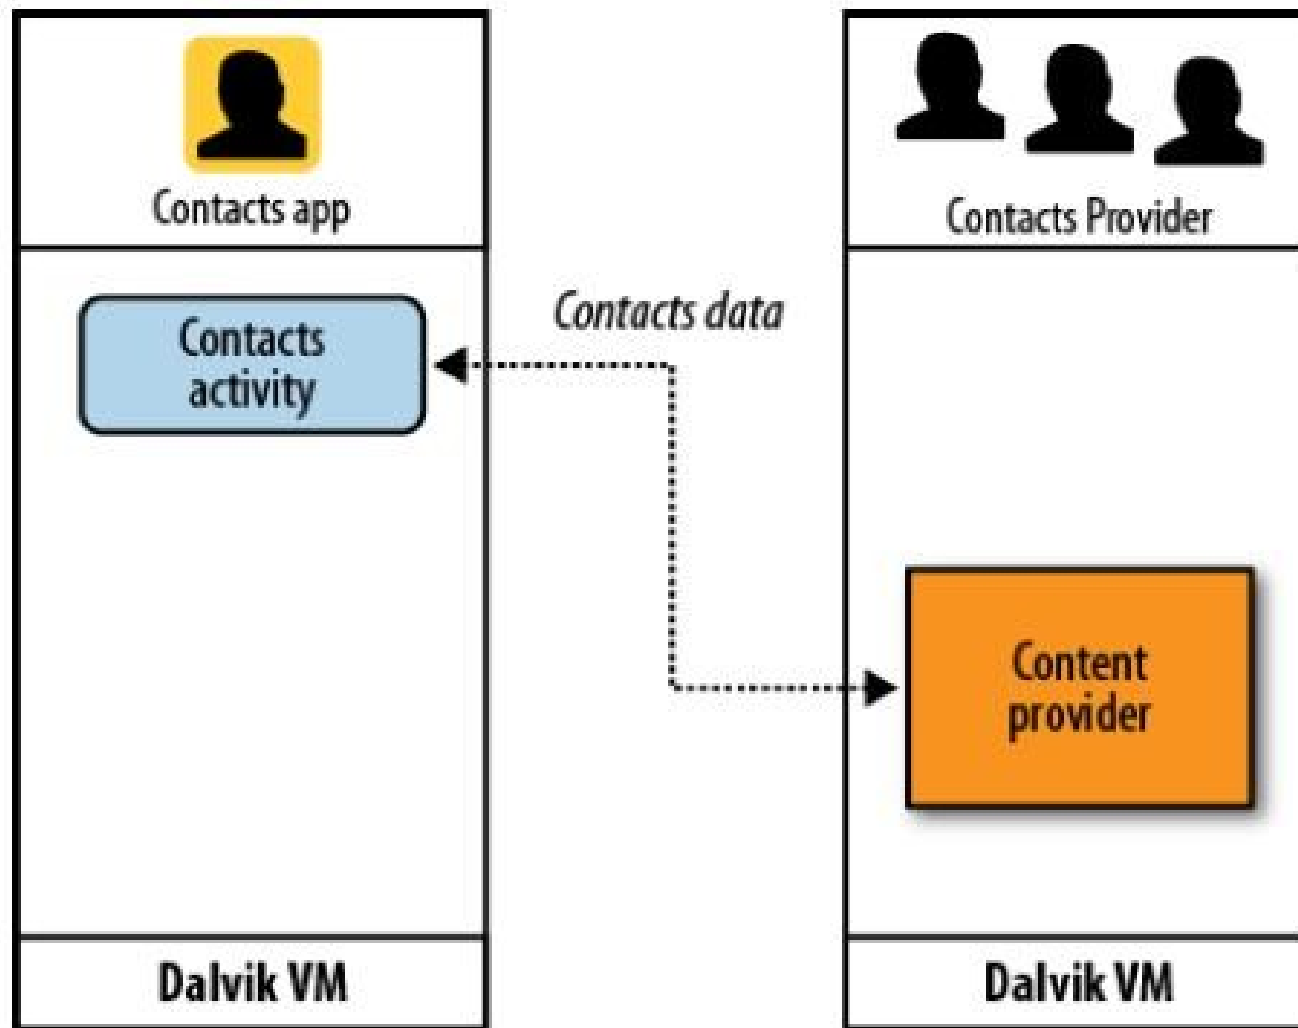 Contacts app
Contacts Provider
Contacts data
Contacts
activity
Content
provider
Dalvik VM
Dalvik VM